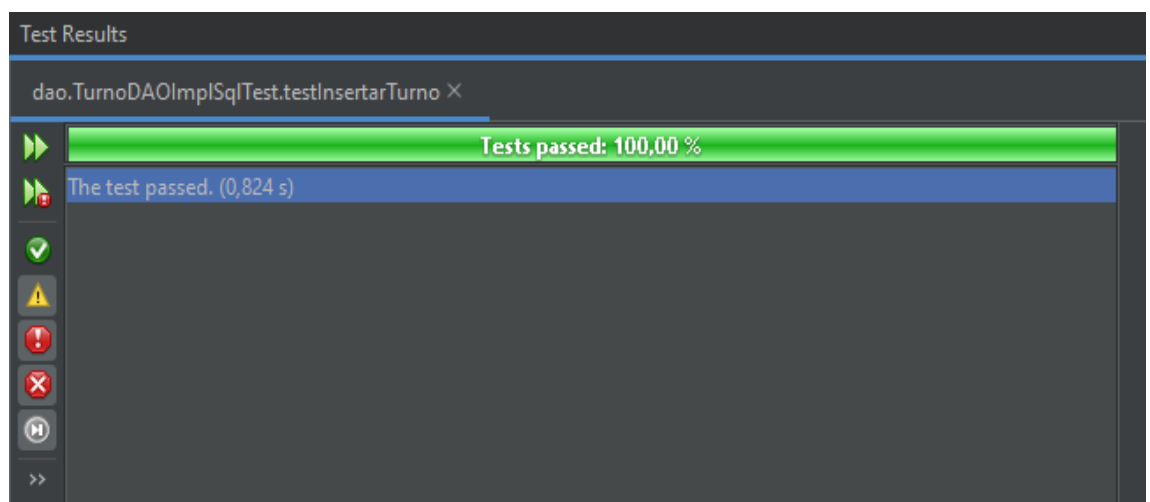 Test Results
dao.TurnoDAOImplSqlTest.testInsertarTurno ×
Tests passed: 100,00 %
The test passed. (0,824 s)
>>